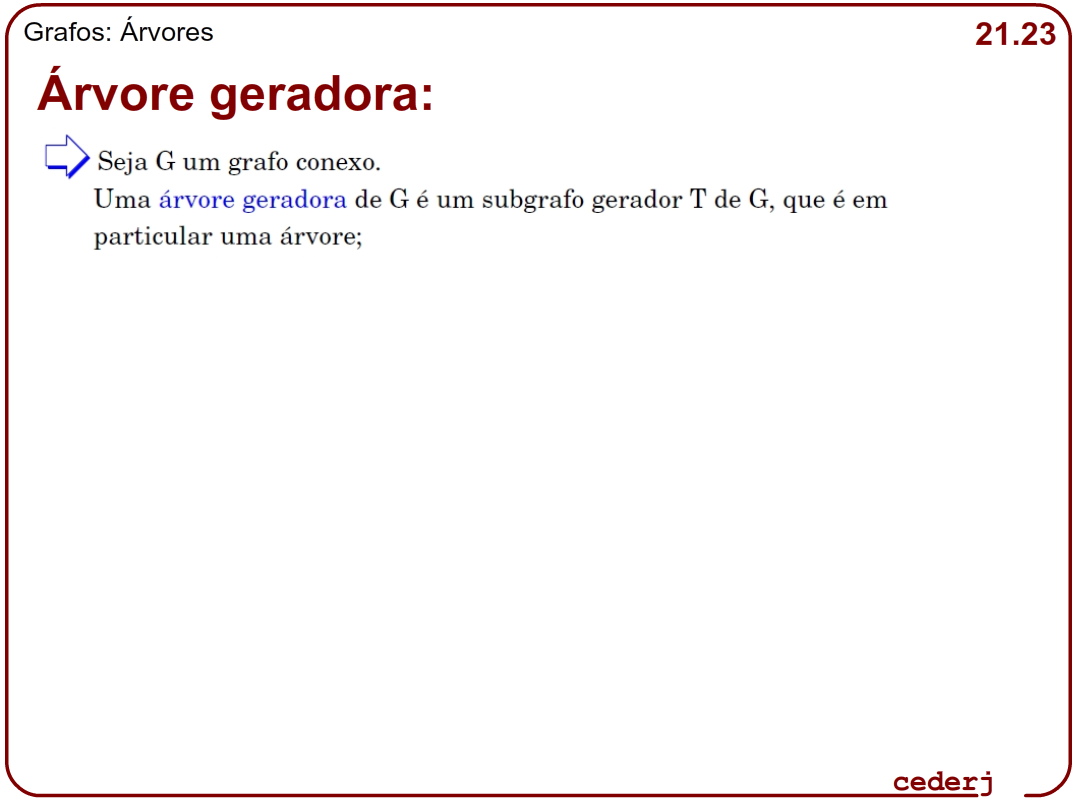 Grafos: Árvores
21.23
Árvore geradora:
Seja G um grafo conexo.
Uma árvore geradora de G é um subgrafo gerador T de G, que é em
particular uma árvore;
cederj